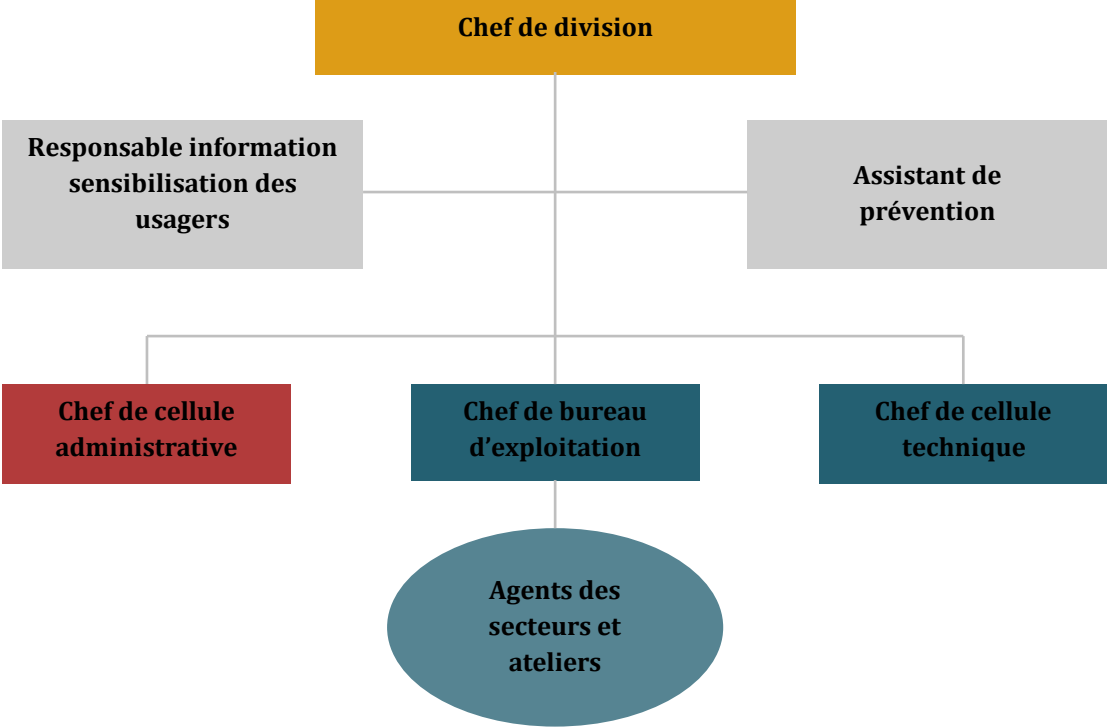 Chef de division
Responsable information
sensibilisation des
usagers
Assistant de
prévention
Chef de cellule
administrative
Chef de bureau
d’exploitation
Chef de cellule
technique
Agents des
secteurs et
ateliers